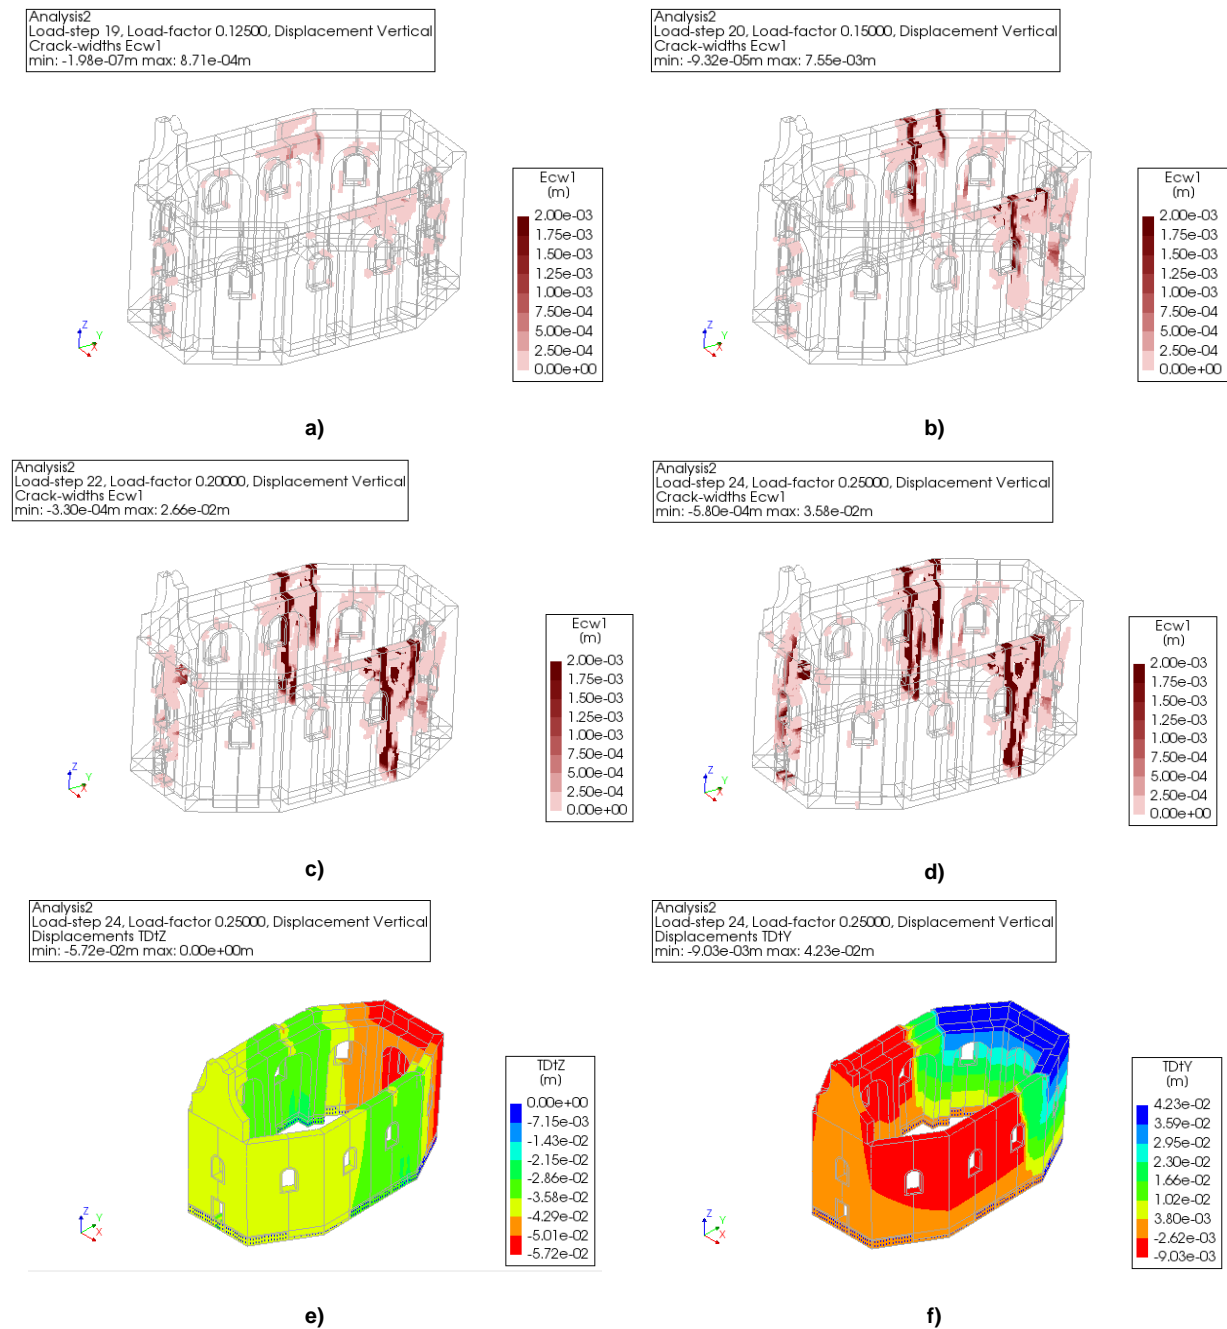 Analysis2
Load-step 19, Load-factor 0.12500, Displacement Vertical
Crack-widths Ecw1
min: -1.98e-07m max: 8.71e-04m
Ecw1
(m)
2.00e-03
1.75e-03
1.50e-03
1.25e-03
1.00e-03
7.50e-04
5.00e-04
2.50e-04
0.00e+00
Z
Y
X
a)
Analysis2
Load-step 20, Load-factor 0.15000, Displacement Vertical
Crack-widths Ecw1
min: -9.32e-05m max: 7.55e-03m
Ecw1
(m)
2.00e-03
1.75e-03
1.50e-03
1.25e-03
1.00e-03
7.50e-04
5.00e-04
2.50e-04
0.00e+00
Z
Y
X
b)
Analysis2
Load-step 22, Load-factor 0.20000, Displacement Vertical
Crack-widths Ecw1
min: -3.30e-04m max: 2.66e-02m
Ecw1
(m)
2.00e-03
1.75e-03
1.50e-03
1.25e-03
1.00e-03
7.50e-04
5.00e-04
2.50e-04
0.00e+00
Z
Y
X
c)
Analysis2
Load-step 24, Load-factor 0.25000, Displacement Vertical
Crack-widths Ecw1
min: -5.80e-04m max: 3.58e-02m
Ecw1
(m)
2.00e-03
1.75e-03
1.50e-03
1.25e-03
1.00e-03
7.50e-04
5.00e-04
2.50e-04
0.00e+00
Z
Y
X
d)
Analysis2
Load-step 24, Load-factor 0.25000, Displacement Vertical
Displacements TDtZ
min: -5.72e-02m max: 0.00e+00m
TDtZ
(m)
0.00e+00
-7.15e-03
-1.43e-02
-2.15e-02
-2.86e-02
-3.58e-02
-4.29e-02
-5.01e-02
-5.72e-02
Z
Y
X
e)
Analysis2
Load-step 24, Load-factor 0.25000, Displacement Vertical
Displacements TDtY
min: -9.03e-03m max: 4.23e-02m
TDtY
(m)
4.23e-02
3.59e-02
2.95e-02
2.30e-02
1.66e-02
1.02e-02
3.80e-03
-2.62e-03
-9.03e-03
Z
Y
X
f)